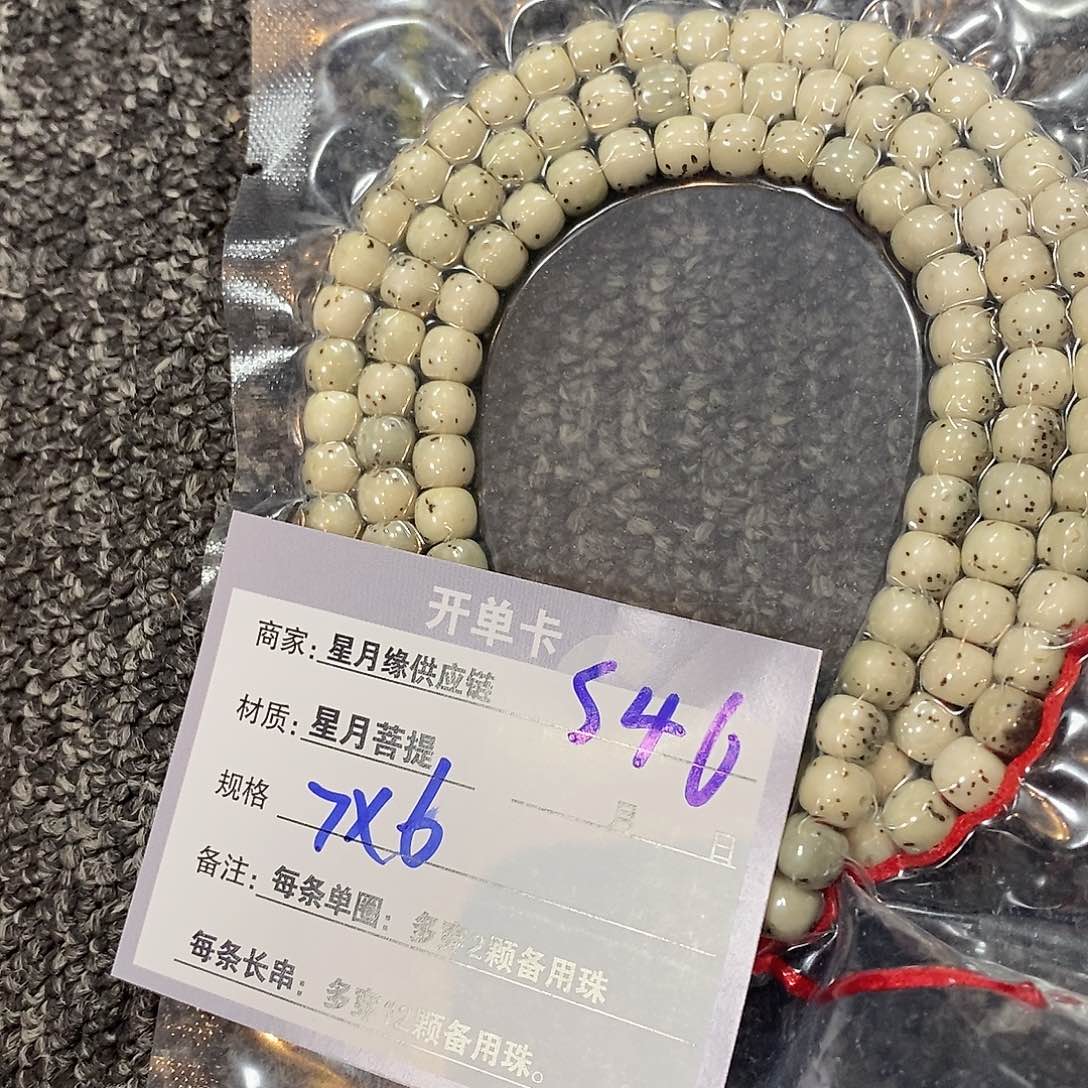 开单卡
商家：星月缘供应链
540
材质：星月菩提
月 日
规格 7X6
备注：每条单圈：多穿2颗备用珠
每条长串：多穿12颗备用珠。